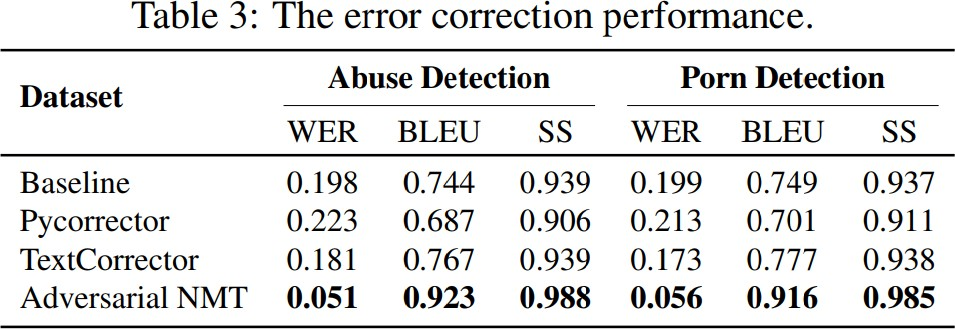 Table 3: The error correction performance.
Dataset Abuse Detection Porn Detection
WER BLEU SS WER BLEU SS
Baseline 0.198 0.744 0.939 0.199 0.749 0.937
Pycorrector 0.223 0.687 0.906 0.213 0.701 0.911
TextCorrector 0.181 0.767 0.939 0.173 0.777 0.938
Adversarial NMT 0.051 0.923 0.988 0.056 0.916 0.985